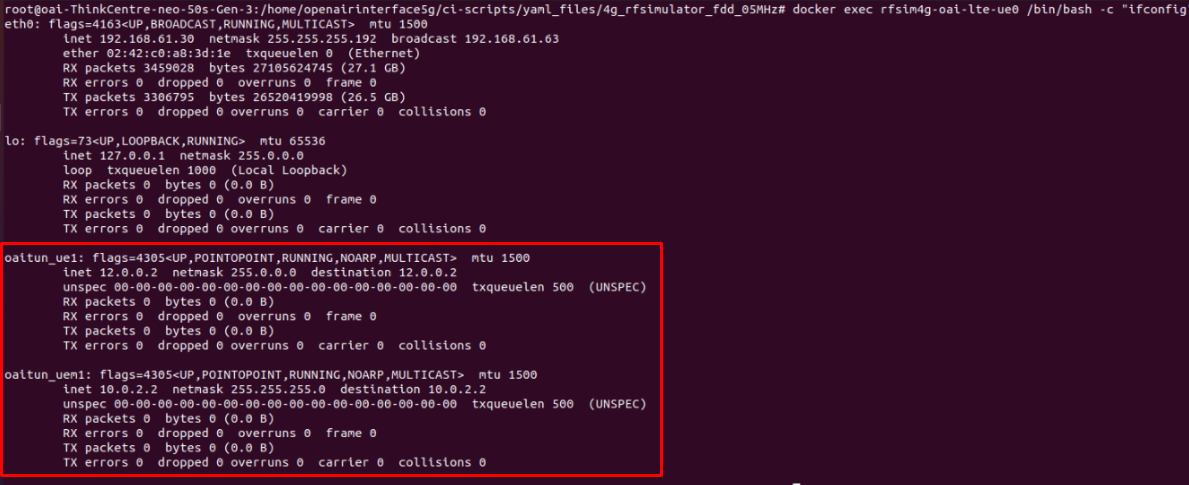 root@oai-ThinkCentre-neo-50s-Gen-3:/home/openairinterface5g/ci-scripts/yaml_files/4g_rfsimulator_fdd_05MHz# docker exec rfsim4g-oai-lte-ue0 /bin/bash -c "ifconfig"
eth0: flags=4163<UP,BROADCAST,RUNNING,MULTICAST>  mtu 1500
        inet 192.168.61.30  netmask 255.255.255.192  broadcast 192.168.61.63
        ether 02:42:c0:a8:3d:1e  txqueuelen 0  (Ethernet)
        RX packets 3459028  bytes 27105624745 (27.1 GB)
        RX errors 0  dropped 0  overruns 0  frame 0
        TX packets 3306795  bytes 26520419998 (26.5 GB)
        TX errors 0  dropped 0 overruns 0  carrier 0  collisions 0
lo: flags=73<UP,LOOPBACK,RUNNING>  mtu 65536
        inet 127.0.0.1  netmask 255.0.0.0
        loop  txqueuelen 1000  (Local Loopback)
        RX packets 0  bytes 0 (0.0 B)
        RX errors 0  dropped 0  overruns 0  frame 0
        TX packets 0  bytes 0 (0.0 B)
        TX errors 0  dropped 0 overruns 0  carrier 0  collisions 0
oaitun_ue1: flags=4305<UP,POINTOPOINT,RUNNING,NOARP,MULTICAST>  mtu 1500
        inet 12.0.0.2  netmask 255.0.0.0  destination 12.0.0.2
        unspec 00-00-00-00-00-00-00-00-00-00-00-00-00-00-00-00  txqueuelen 500  (UNSPEC)
        RX packets 0  bytes 0 (0.0 B)
        RX errors 0  dropped 0  overruns 0  frame 0
        TX packets 0  bytes 0 (0.0 B)
        TX errors 0  dropped 0 overruns 0  carrier 0  collisions 0
oaitun_uem1: flags=4305<UP,POINTOPOINT,RUNNING,NOARP,MULTICAST>  mtu 1500
        inet 10.0.2.2  netmask 255.255.255.0  destination 10.0.2.2
        unspec 00-00-00-00-00-00-00-00-00-00-00-00-00-00-00-00  txqueuelen 500  (UNSPEC)
        RX packets 0  bytes 0 (0.0 B)
        RX errors 0  dropped 0  overruns 0  frame 0
        TX packets 0  bytes 0 (0.0 B)
        TX errors 0  dropped 0 overruns 0  carrier 0  collisions 0